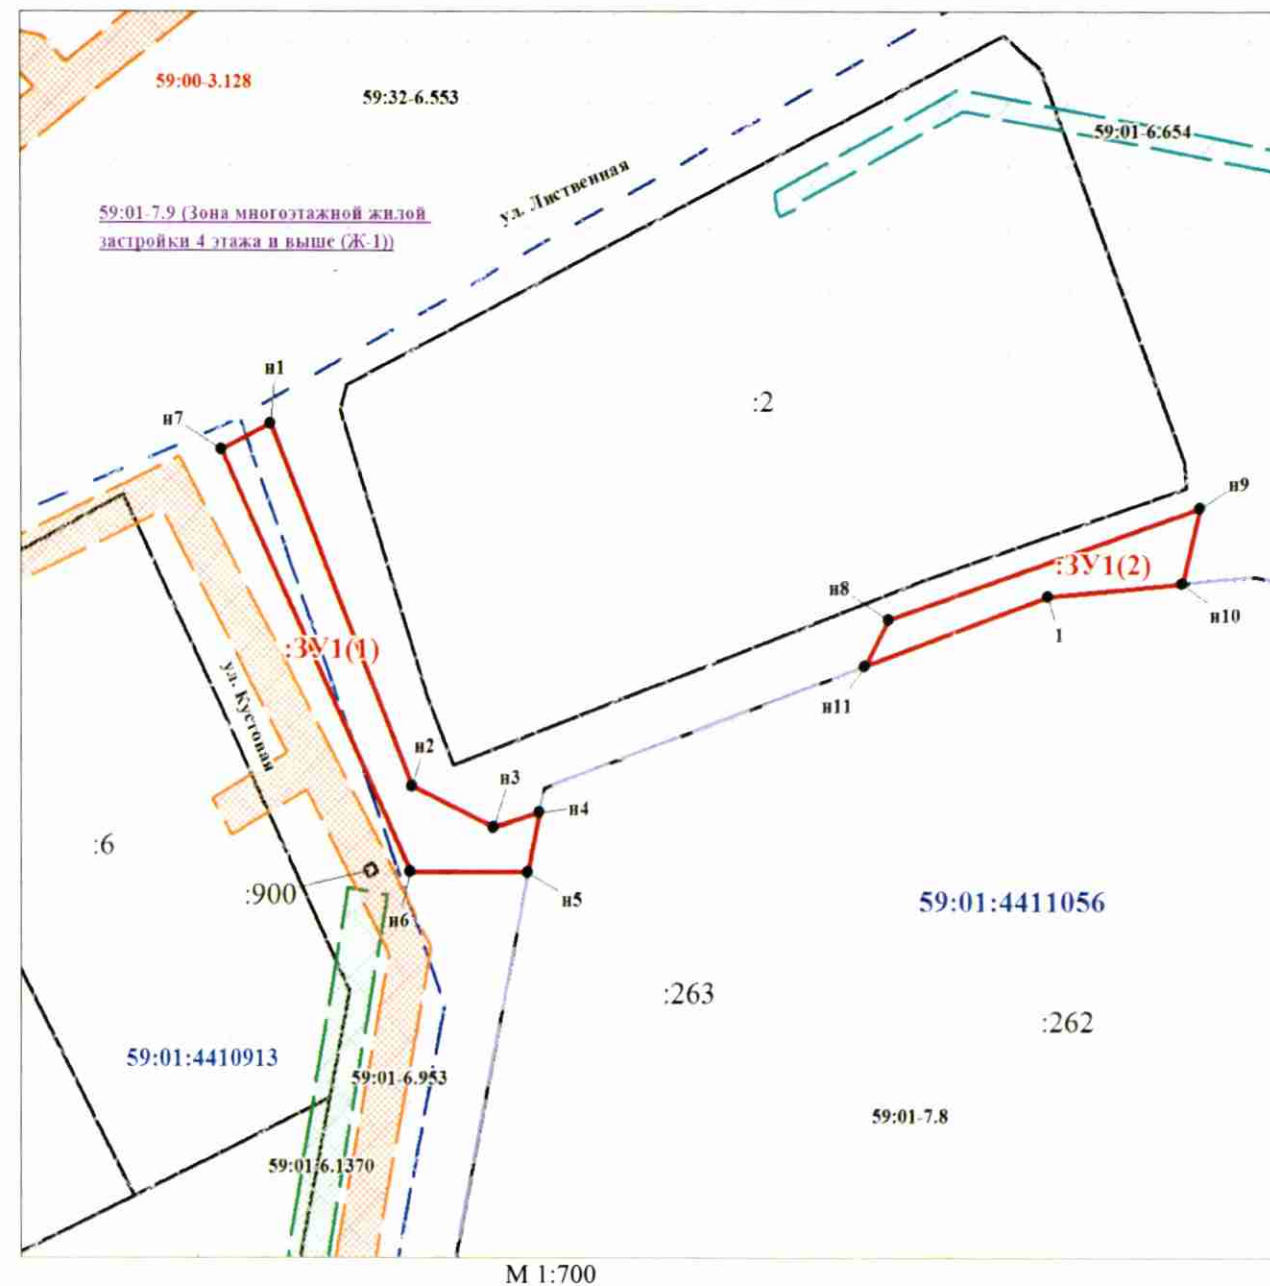 59:00-3.128
59:32-6.553
59:01-6.654
ул. Лиственная
59:01-7.9 (Зона многоэтажной жилой
застройки 4 этажа и выше (Ж-1))
н1
н7
:2
н9
:ЗУ1(2)
н8
н10
1
:ЗУ1(1)
ул. Кустовая
н11
н2
н3
н4
:6
:900
н6
н5
59:01:4411056
:263
:262
59:01:4410913
59:01-6.953
59:01-7.8
59:01-6.1370
М 1:700